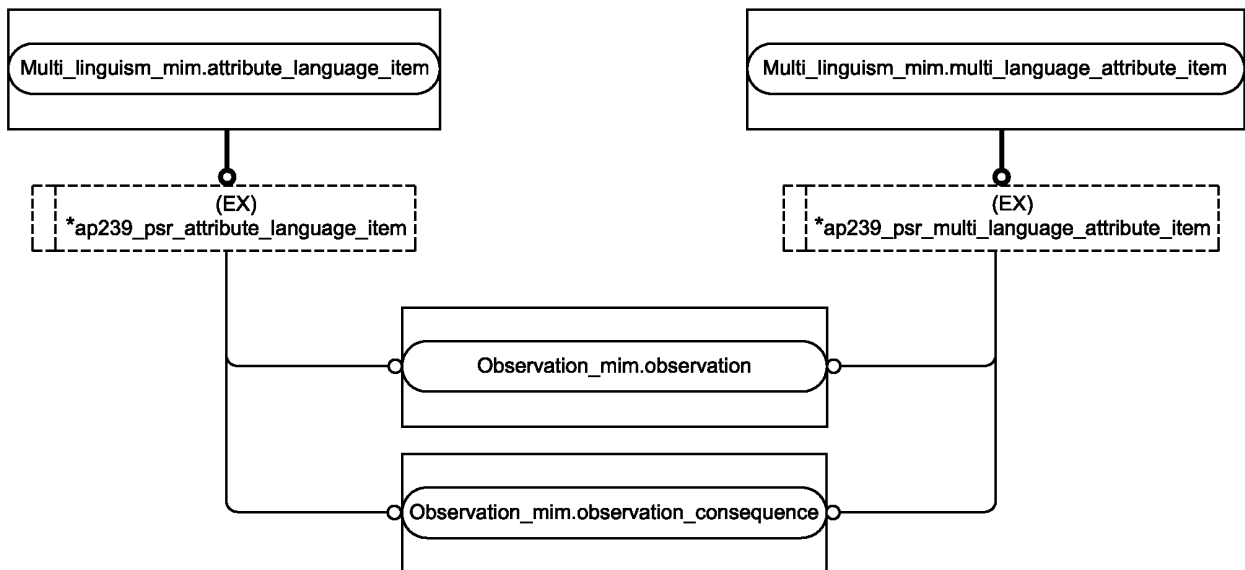 Multi_linguism_mim.attribute_language_item
Multi_linguism_mim.multi_language_attribute_item
(EX)
*ap239_psr_attribute_language_item
(EX)
*ap239_psr_multi_language_attribute_item
Observation_mim.observation
Observation_mim.observation_consequence